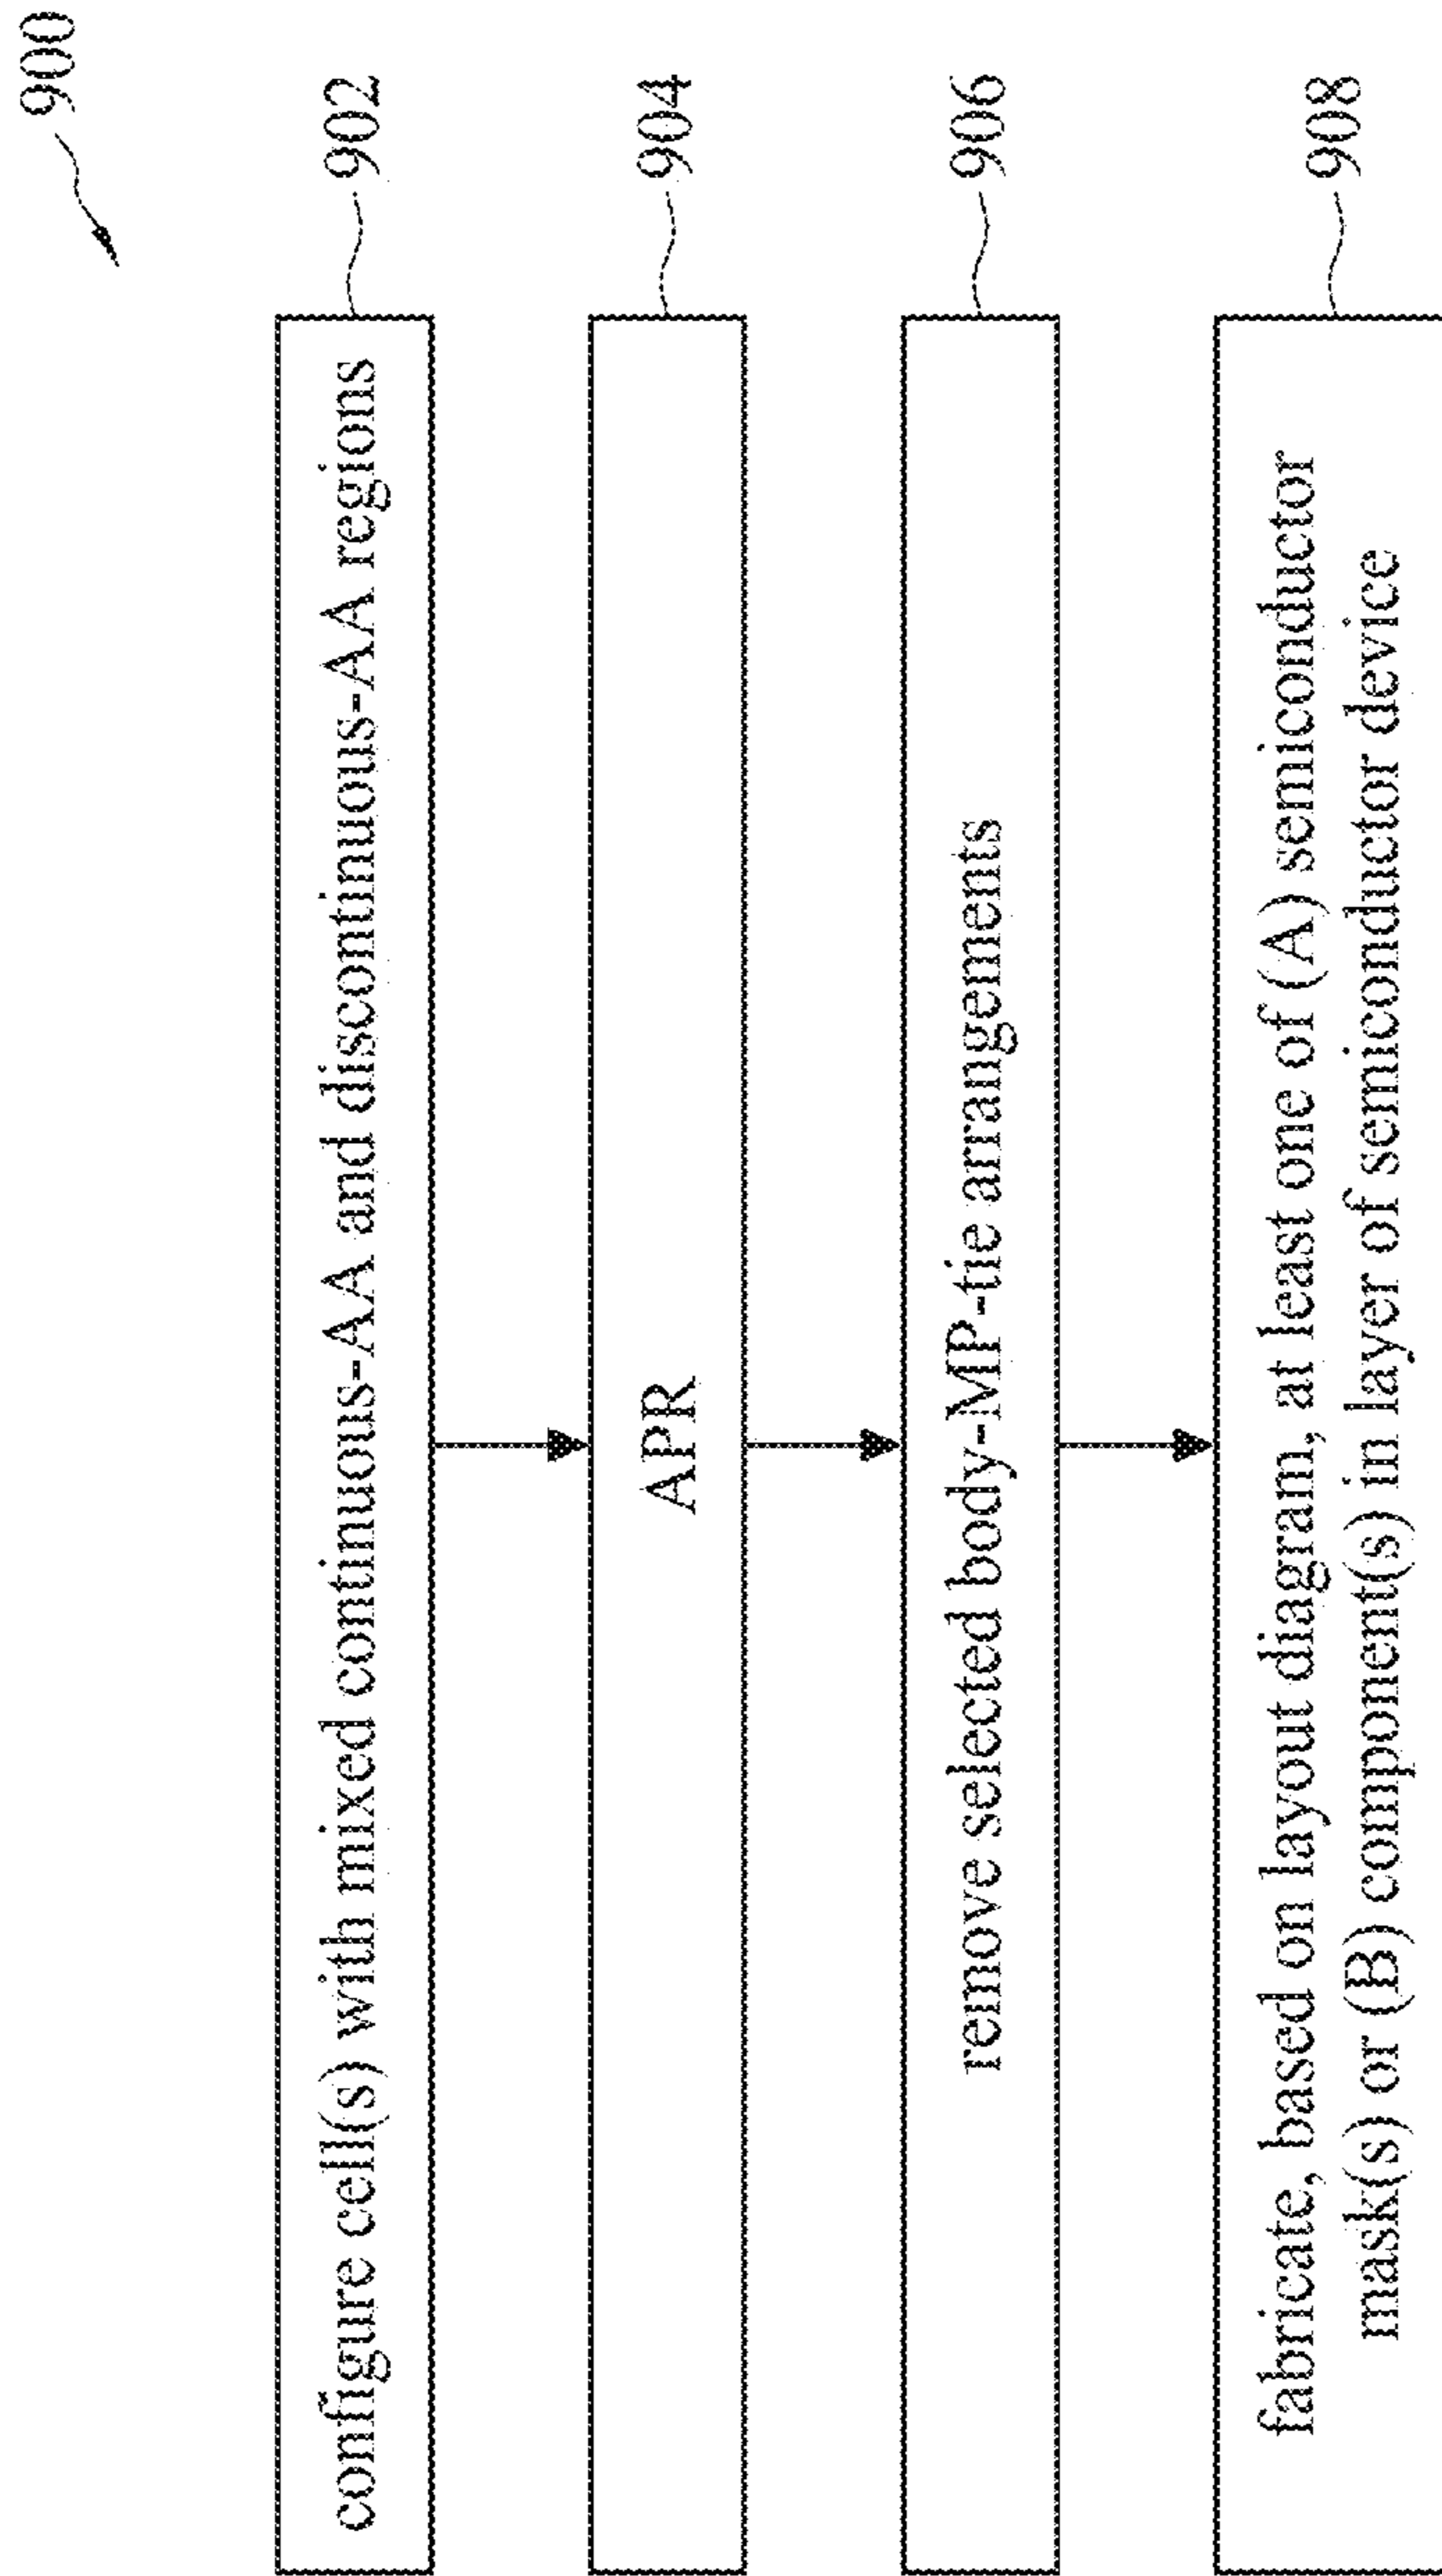 900
configure cell(s) with mixed continuous-AA and discontinuous-AA regions
902
APR
904
remove selected body-MP-tie arrangements
906
fabricate, based on layout diagram, at least one of (A) semiconductor
mask(s) or (B) component(s) in layer of semiconductor device
908